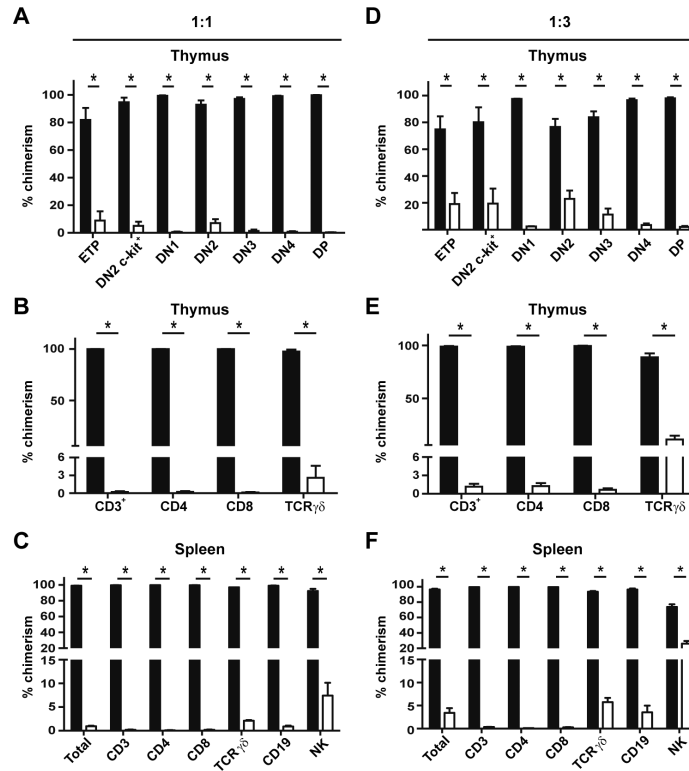 A
1:1
Thymus
* * * * * * *
% chimerism
100
80
60
40
20
0
ETP
DN2 c-kit⁺
DN1
DN2
DN3
DN4
DP
B
Thymus
* * * *
% chimerism
100
50
6
3
0
CD3⁺
CD4
CD8
TCRγδ
C
Spleen
* * * * * * *
% chimerism
100
80
60
40
20
15
10
5
0
Total
CD3
CD4
CD8
TCRγδ
CD19
NK
D
1:3
Thymus
* * * * * * *
% chimerism
100
80
60
40
20
ETP
DN2 c-kit⁺
DN1
DN2
DN3
DN4
DP
E
Thymus
* * * *
% chimerism
100
50
6
3
0
CD3⁺
CD4
CD8
TCRγδ
F
Spleen
* * * * * * *
% chimerism
100
80
60
40
20
15
10
5
0
Total
CD3
CD4
CD8
TCRγδ
CD19
NK